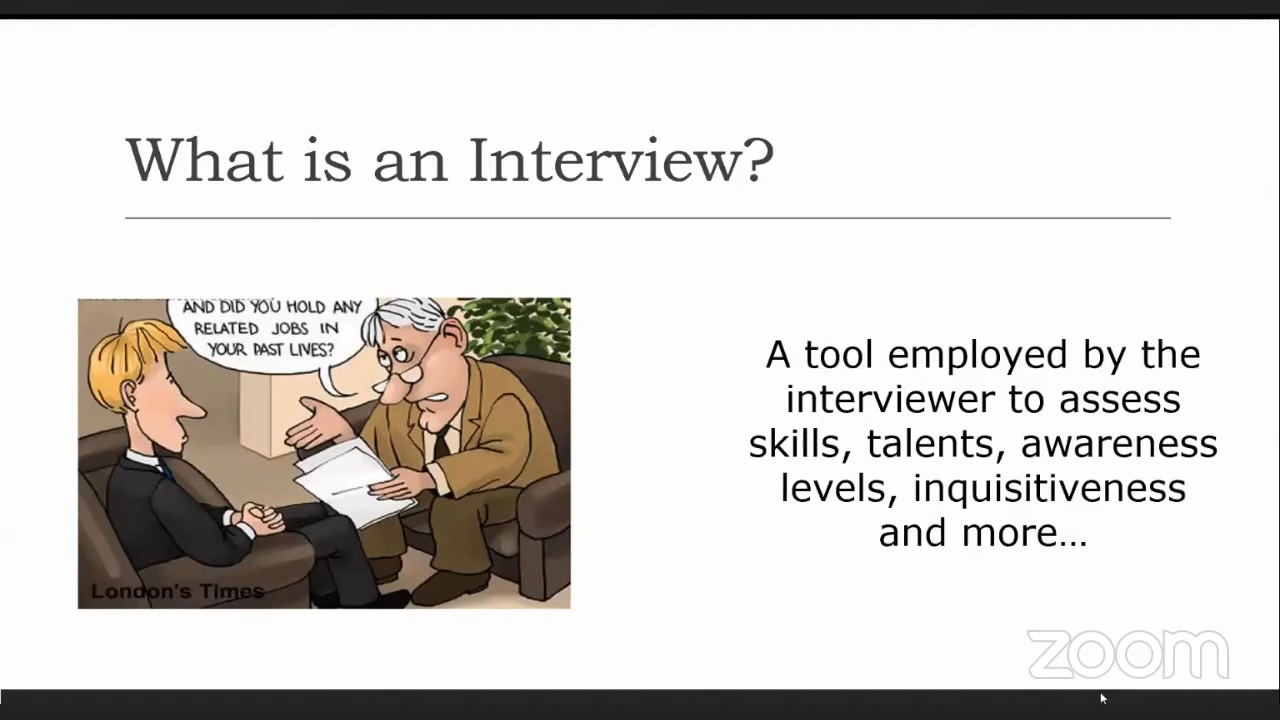 What is an Interview?
AND DID YOU HOLD ANY
RELATED JOBS IN
YOUR PAST LIVES?
London's Times
A tool employed by the
interviewer to assess
skills, talents, awareness
levels, inquisitiveness
and more…
zoom